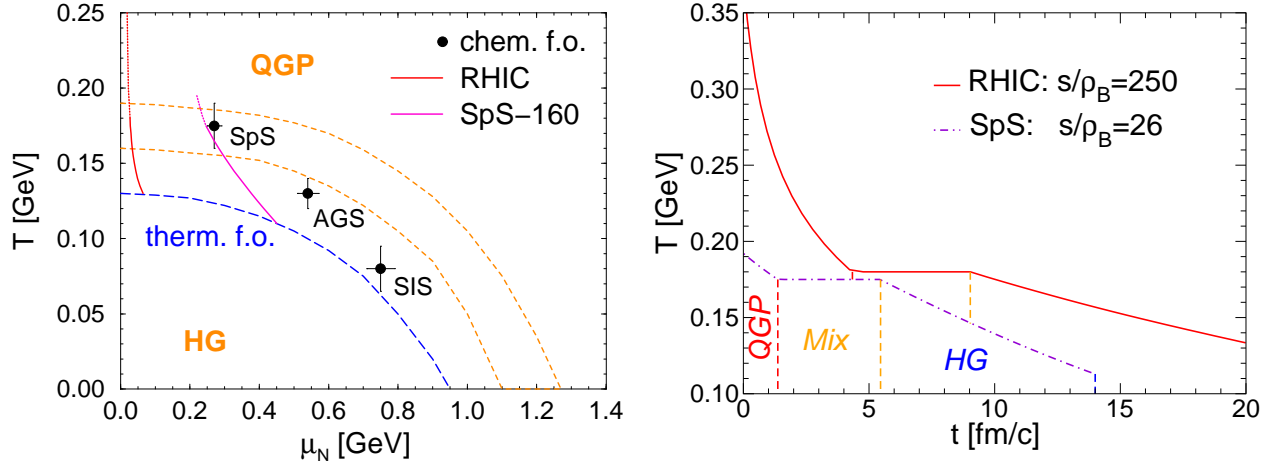 0.25
0.20
0.15
0.10
0.05
0.00
T [GeV]
0.0 0.2 0.4 0.6 0.8 1.0 1.2 1.4
μN [GeV]
QGP
chem. f.o.
RHIC
SpS−160
SpS
AGS
SIS
therm. f.o.
HG
0.35
0.30
0.25
0.20
0.15
0.10
T [GeV]
0 5 10 15 20
t [fm/c]
RHIC: s/ρB=250
SpS: s/ρB=26
QGP
Mix
HG